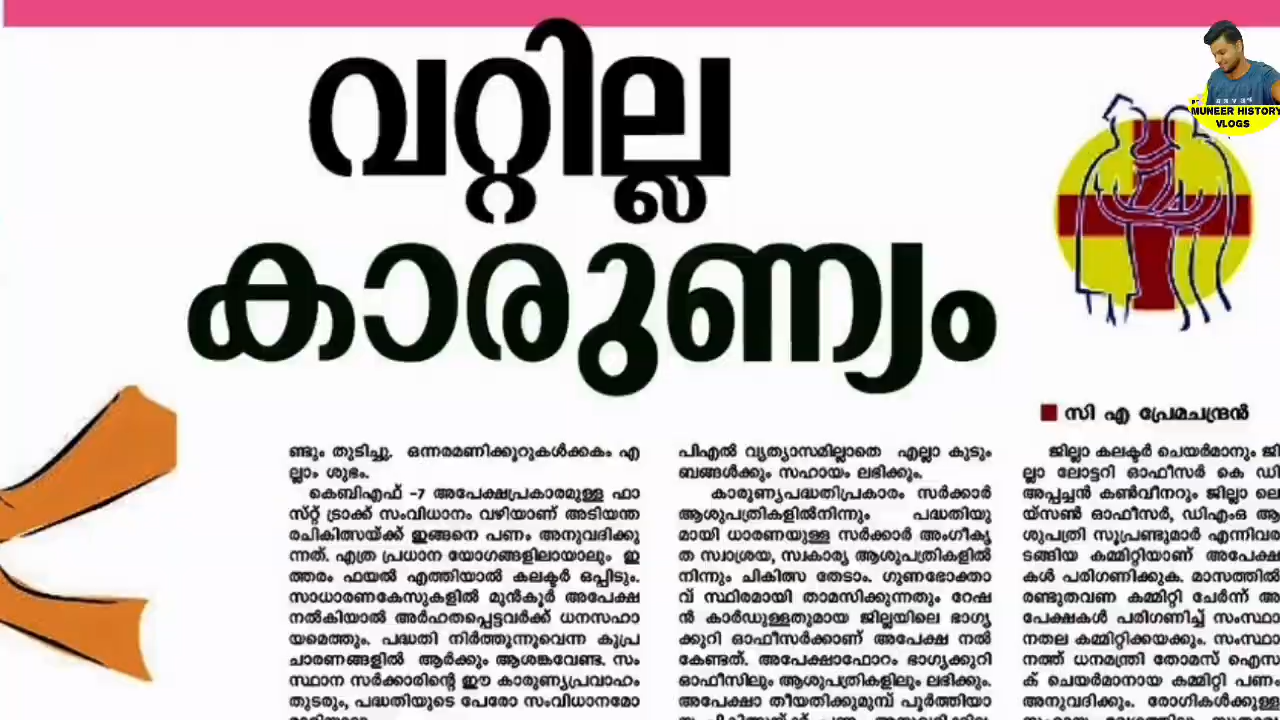 വറ്റില്ല
കാരുണ്യം
MUNEER HISTORY
VLOGS
സി എ പ്രേമചന്ദ്രൻ
ണ്ടും തുടിച്ചു. ഒന്നരമണിക്കൂറുകൾക്കകം എ
ല്ലാം ശുഭം.
കെബിഎഫ് -7 അപേക്ഷപ്രകാരമുള്ള ഫാ
സ്റ്റ് ട്രാക്ക് സംവിധാനം വഴിയാണ് അടിയന്ത
രചികിത്സയ്ക്ക് ഇങ്ങനെ പണം അനുവദിക്കു
ന്നത്. എത്ര പ്രധാന യോഗങ്ങളിലായാലും ഇ
ത്തരം ഫയൽ എത്തിയാൽ കലക്ടർ ഒപ്പിടും.
സാധാരണകേസുകളിൽ മുൻകൂർ അപേക്ഷ
നൽകിയാൽ അർഹതപ്പെട്ടവർക്ക് ധനസഹാ
യമെത്തും. പദ്ധതി നിർത്തുന്നൂവെന്ന കുപ്ര
ചാരണങ്ങളിൽ ആർക്കും ആശങ്കവേണ്ട. സം
സ്ഥാന സർക്കാരിന്റെ ഈ കാരുണ്യപ്രവാഹം
തുടരും, പദ്ധതിയുടെ പേരോ സംവിധാനമോ
പിഎൽ വ്യത്യാസമില്ലാതെ എല്ലാ കുടും
ബങ്ങൾക്കും സഹായം ലഭിക്കും.
കാരുണ്യപദ്ധതിപ്രകാരം സർക്കാർ
ആശുപത്രികളിൽനിന്നും പദ്ധതിയു
മായി ധാരണയുള്ള സർക്കാർ അംഗീകൃ
ത സ്വാശ്രയ, സ്വകാര്യ ആശുപത്രികളിൽ
നിന്നും ചികിത്സ തേടാം. ഗുണഭോക്താ
വ് സ്ഥിരമായി താമസിക്കുന്നതും റേഷ
ൻ കാർഡുള്ളതുമായ ജില്ലയിലെ ഭാഗ്യ
ക്കുറി ഓഫീസർക്കാണ് അപേക്ഷ നൽ
കേണ്ടത്. അപേക്ഷാഫോറം ഭാഗ്യക്കുറി
ഓഫീസിലും ആശുപത്രികളിലും ലഭിക്കും.
അപേക്ഷാ തീയതിക്കുമുമ്പ് പൂർത്തിയാ
ജില്ലാ കലക്ടർ ചെയർമാനും ജി
ല്ലാ ലോട്ടറി ഓഫീസർ കെ ഡി
അപ്പച്ചൻ കൺവീനറും ജില്ലാ ലെ
യ്സൺ ഓഫീസർ, ഡിഎംഒ ആ
ശുപത്രി സൂപ്രണ്ടുമാർ എന്നിവര
ടങ്ങിയ കമ്മിറ്റിയാണ് അപേക്ഷ
കൾ പരിഗണിക്കുക. മാസത്തിൽ
രണ്ടുതവണ കമ്മിറ്റി ചേർന്ന് അ
പേക്ഷകൾ പരിഗണിച്ച് സംസ്ഥാ
നതല കമ്മിറ്റിക്കയക്കും. സംസ്ഥാ
നത്ത് ധനമന്ത്രി തോമസ് ഐസ
ക് ചെയർമാനായ കമ്മിറ്റി പണം
അനുവദിക്കും. രോഗികൾക്കുള്ള